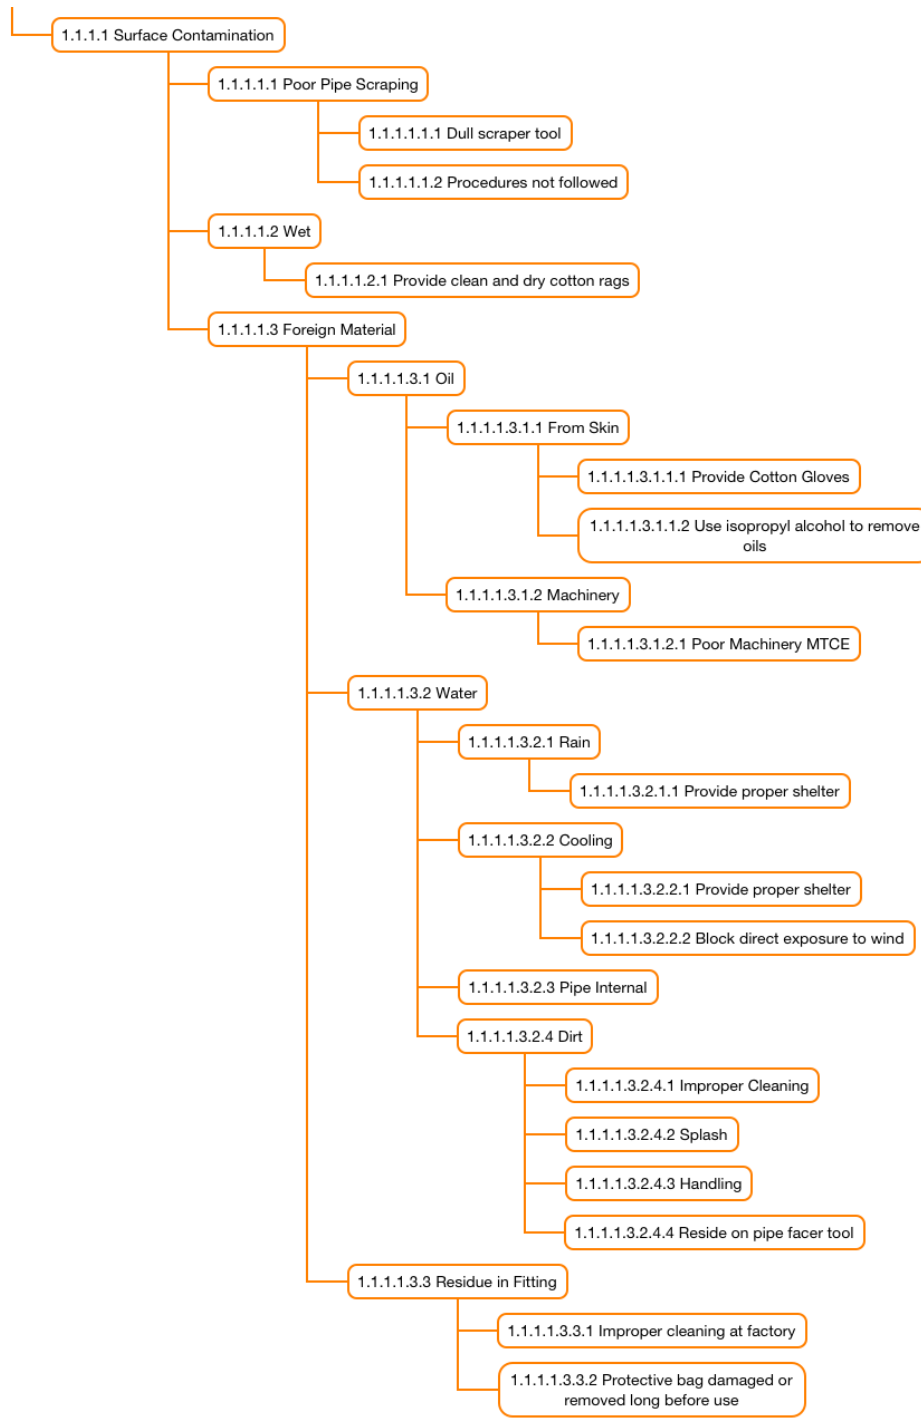 1.1.1.1 Surface Contamination
1.1.1.1.1 Poor Pipe Scraping
1.1.1.1.1.1 Dull scraper tool
1.1.1.1.1.2 Procedures not followed
1.1.1.1.2 Wet
1.1.1.1.2.1 Provide clean and dry cotton rags
1.1.1.1.3 Foreign Material
1.1.1.1.3.1 Oil
1.1.1.1.3.1.1 From Skin
1.1.1.1.3.1.1.1 Provide Cotton Gloves
1.1.1.1.3.1.1.2 Use isopropyl alcohol to remove
oils
1.1.1.1.3.1.2 Machinery
1.1.1.1.3.1.2.1 Poor Machinery MTCE
1.1.1.1.3.2 Water
1.1.1.1.3.2.1 Rain
1.1.1.1.3.2.1.1 Provide proper shelter
1.1.1.1.3.2.2 Cooling
1.1.1.1.3.2.2.1 Provide proper shelter
1.1.1.1.3.2.2.2 Block direct exposure to wind
1.1.1.1.3.2.3 Pipe Internal
1.1.1.1.3.2.4 Dirt
1.1.1.1.3.2.4.1 Improper Cleaning
1.1.1.1.3.2.4.2 Splash
1.1.1.1.3.2.4.3 Handling
1.1.1.1.3.2.4.4 Reside on pipe facer tool
1.1.1.1.3.3 Residue in Fitting
1.1.1.1.3.3.1 Improper cleaning at factory
1.1.1.1.3.3.2 Protective bag damaged or
removed long before use